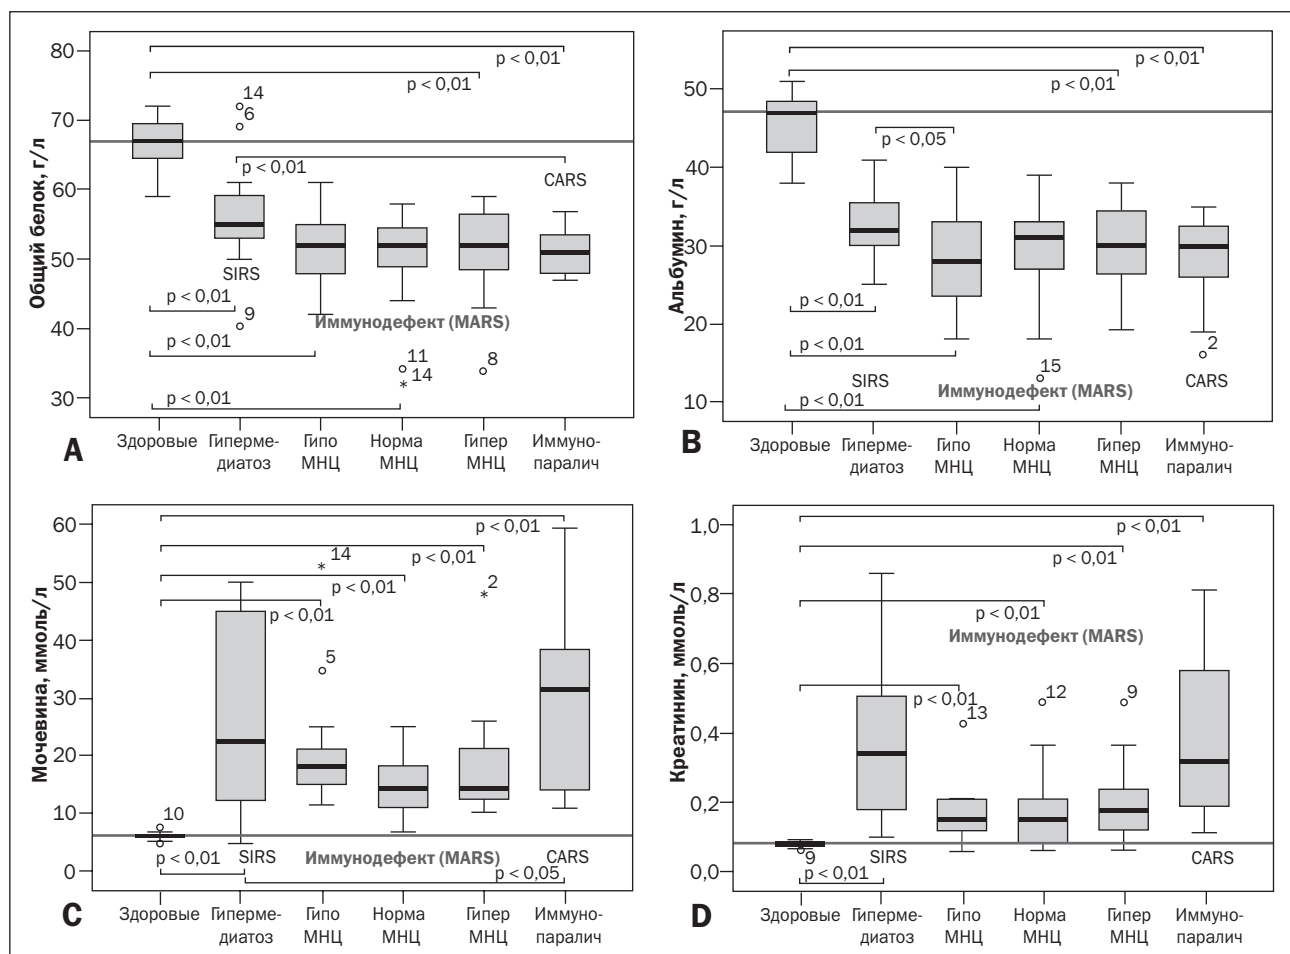 80
70
60
50
40
30
Общий белок, г/л
p < 0,01
p < 0,01
14
6
p < 0,01
CARS
SIRS
p < 0,01
9
Иммунодефект (MARS)
p < 0,01
11
14
8
p < 0,01
A
Здоровые
Гиперме-
диатоз
Гипо
МНЦ
Норма
МНЦ
Гипер
МНЦ
Иммуно-
паралич
50
40
30
20
10
Альбумин, г/л
p < 0,01
p < 0,01
p < 0,05
p < 0,01
p < 0,01
2
15
SIRS
Иммунодефект (MARS)
CARS
p < 0,01
B
Здоровые
Гиперме-
диатоз
Гипо
МНЦ
Норма
МНЦ
Гипер
МНЦ
Иммуно-
паралич
60
50
40
30
20
10
0
Мочевина, ммоль/л
p < 0,01
p < 0,01
14
p < 0,01
2
p < 0,01
5
10
p < 0,01
SIRS
Иммунодефект (MARS)
CARS
p < 0,05
C
Здоровые
Гиперме-
диатоз
Гипо
МНЦ
Норма
МНЦ
Гипер
МНЦ
Иммуно-
паралич
1,0
0,8
0,6
0,4
0,2
0,0
Креатинин, ммоль/л
p < 0,01
p < 0,01
p < 0,01
Иммунодефект (MARS)
p < 0,01
13
12
9
9
SIRS
CARS
p < 0,01
D
Здоровые
Гиперме-
диатоз
Гипо
МНЦ
Норма
МНЦ
Гипер
МНЦ
Иммуно-
паралич